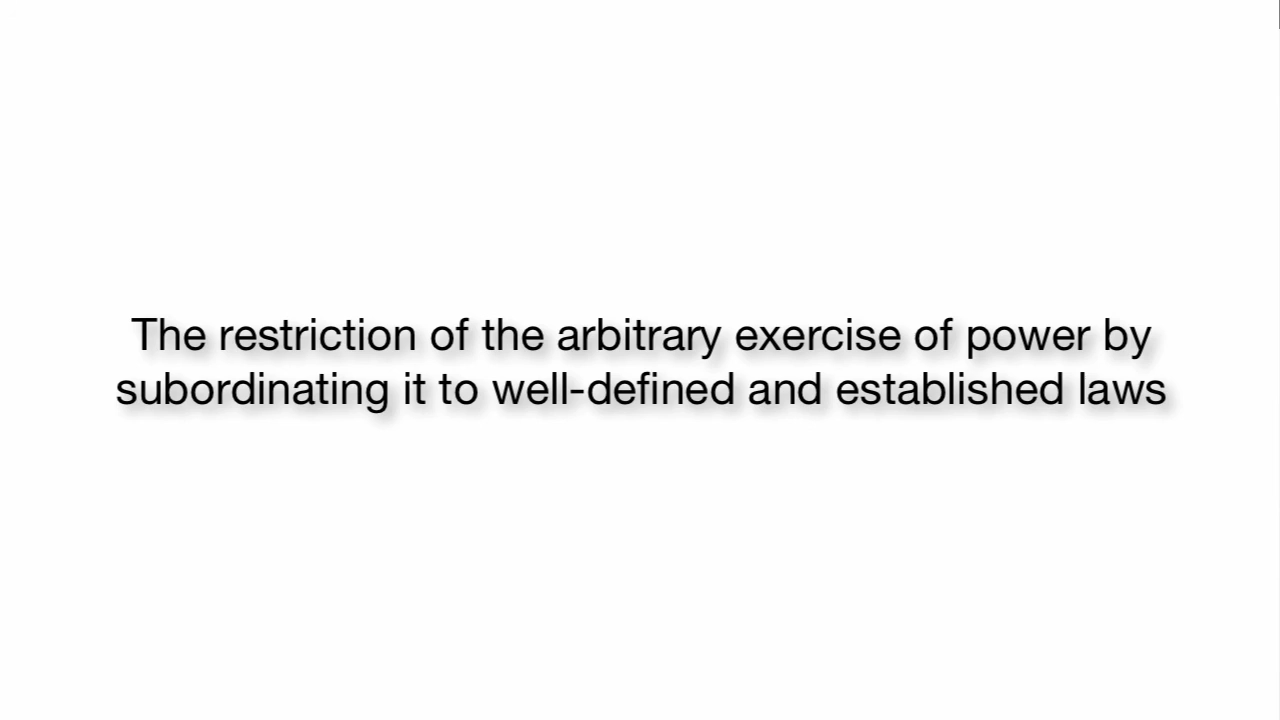 The restriction of the arbitrary exercise of power by
subordinating it to well-defined and established laws